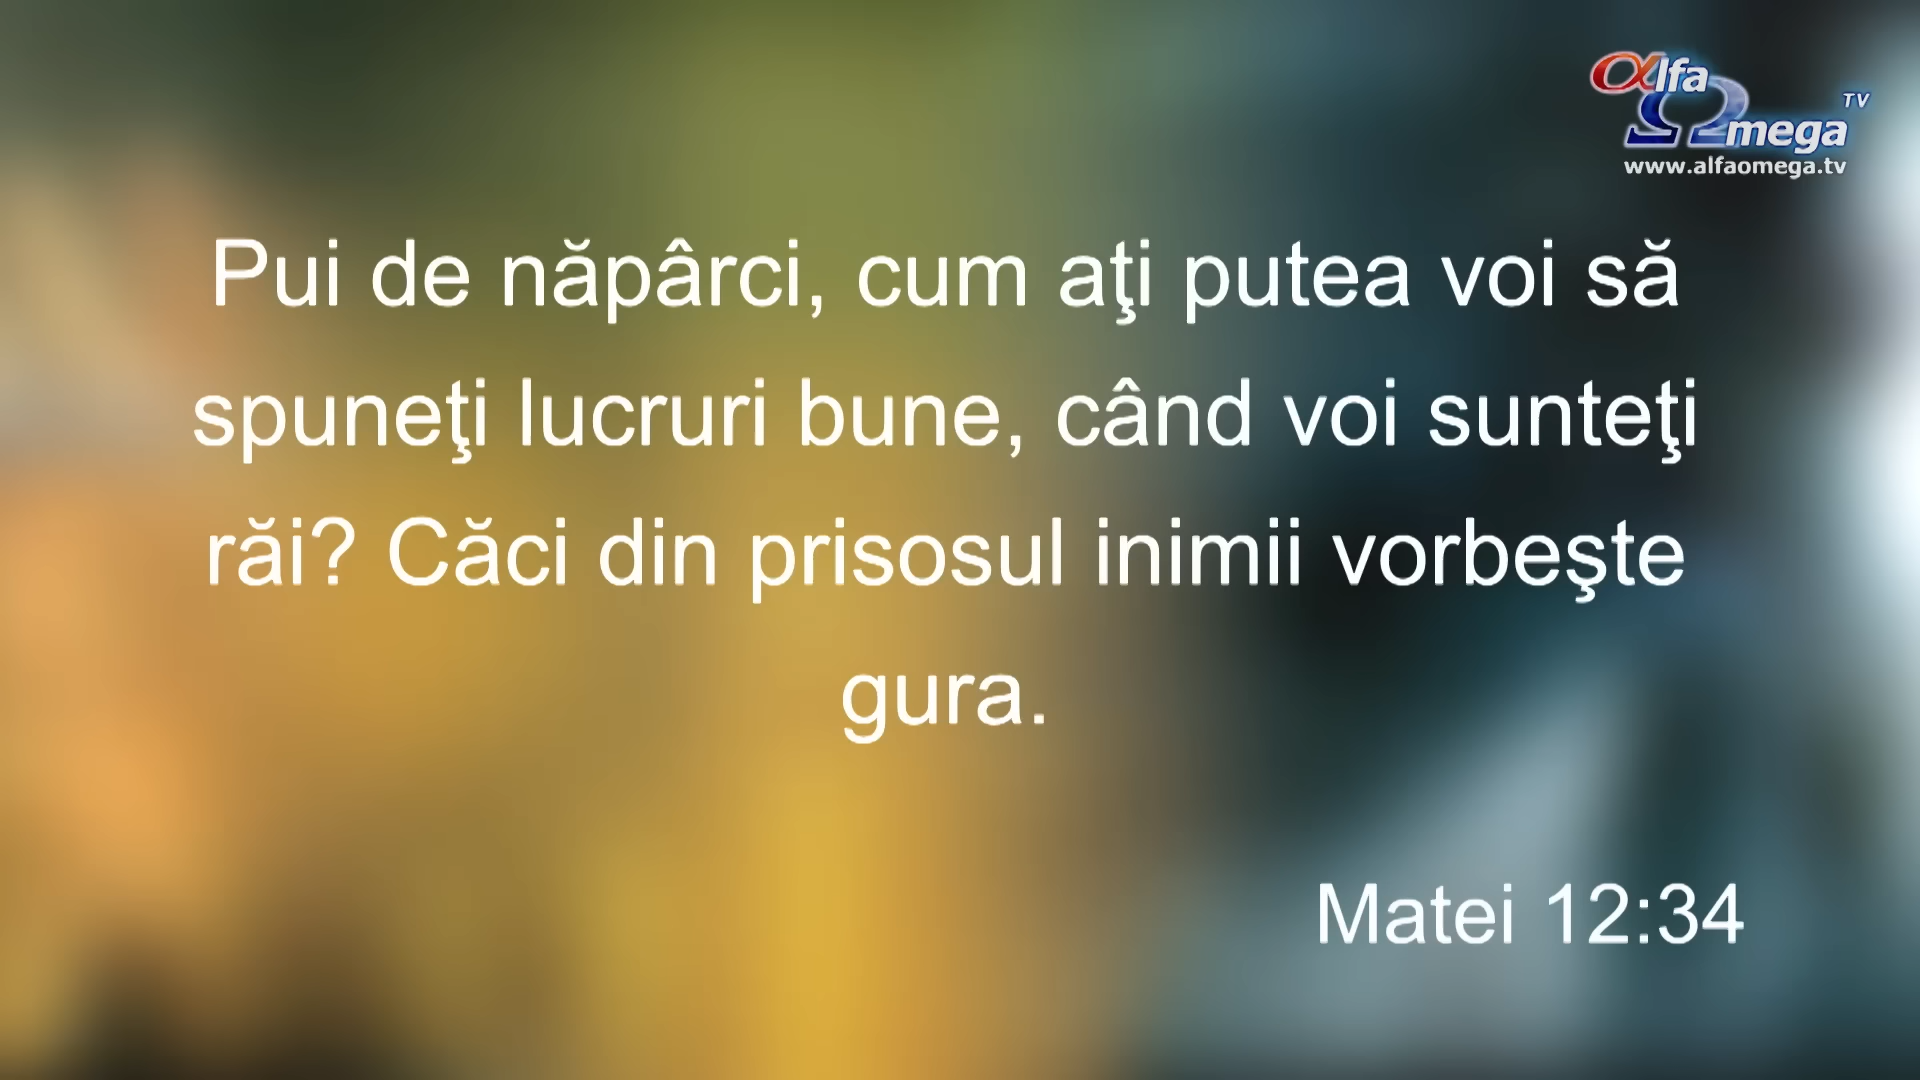 Alfa
Omega TV
www.alfaomega.tv
Pui de năpârci, cum aţi putea voi să
spuneţi lucruri bune, când voi sunteţi
răi? Căci din prisosul inimii vorbeşte
gura.
Matei 12:34